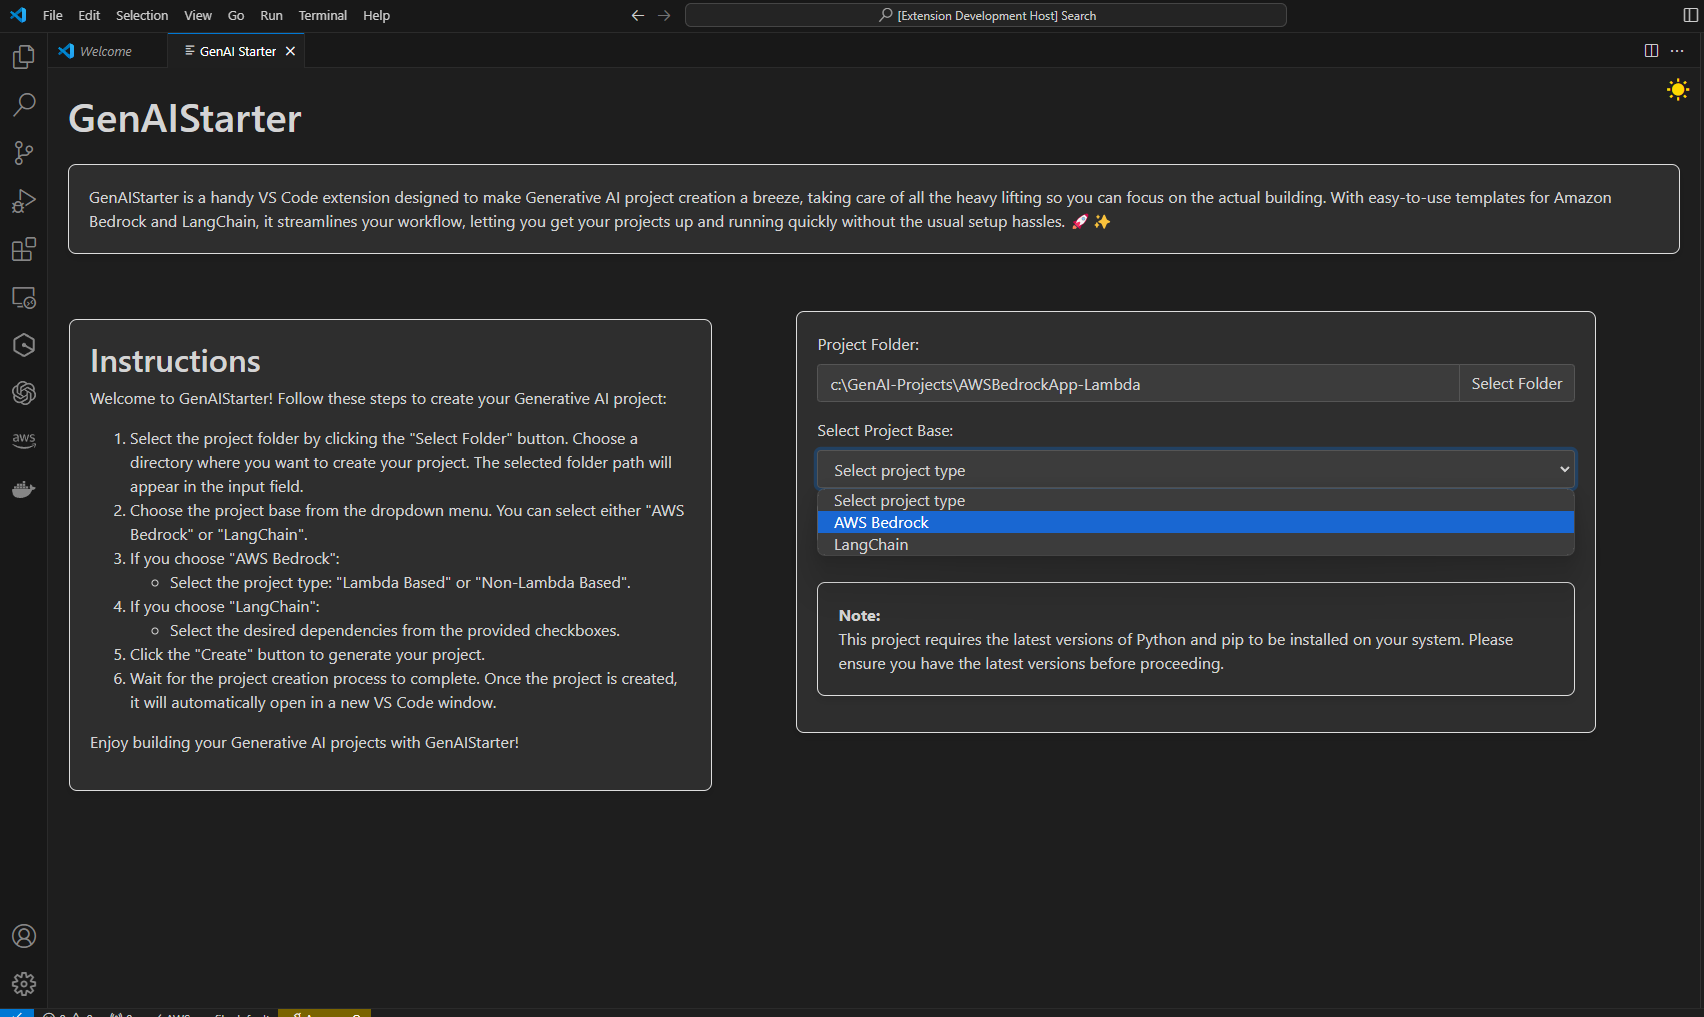 File Edit Selection View Go Run Terminal Help
[Extension Development Host] Search
Welcome
GenAI Starter
GenAIStarter
GenAIStarter is a handy VS Code extension designed to make Generative AI project creation a breeze, taking care of all the heavy lifting so you can focus on the actual building. With easy-to-use templates for Amazon
Bedrock and LangChain, it streamlines your workflow, letting you get your projects up and running quickly without the usual setup hassles. 🚀 ✨
Instructions
Welcome to GenAIStarter! Follow these steps to create your Generative AI project:
1. Select the project folder by clicking the "Select Folder" button. Choose a
directory where you want to create your project. The selected folder path will
appear in the input field.
2. Choose the project base from the dropdown menu. You can select either "AWS
Bedrock" or "LangChain".
3. If you choose "AWS Bedrock":
○ Select the project type: "Lambda Based" or "Non-Lambda Based".
4. If you choose "LangChain":
○ Select the desired dependencies from the provided checkboxes.
5. Click the "Create" button to generate your project.
6. Wait for the project creation process to complete. Once the project is created,
it will automatically open in a new VS Code window.
Enjoy building your Generative AI projects with GenAIStarter!
Project Folder:
c:\GenAI-Projects\AWSBedrockApp-Lambda
Select Folder
Select Project Base:
Select project type
Select project type
AWS Bedrock
LangChain
Note:
This project requires the latest versions of Python and pip to be installed on your system. Please
ensure you have the latest versions before proceeding.
aws